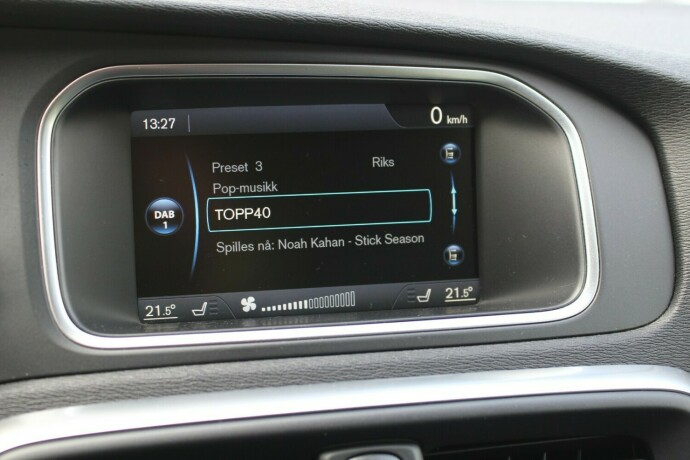 13:27
0 km/h
Preset 3 Riks
Pop-musikk
DAB
1
TOPP40
Spilles nå: Noah Kahan - Stick Season
21.5° 21.5°